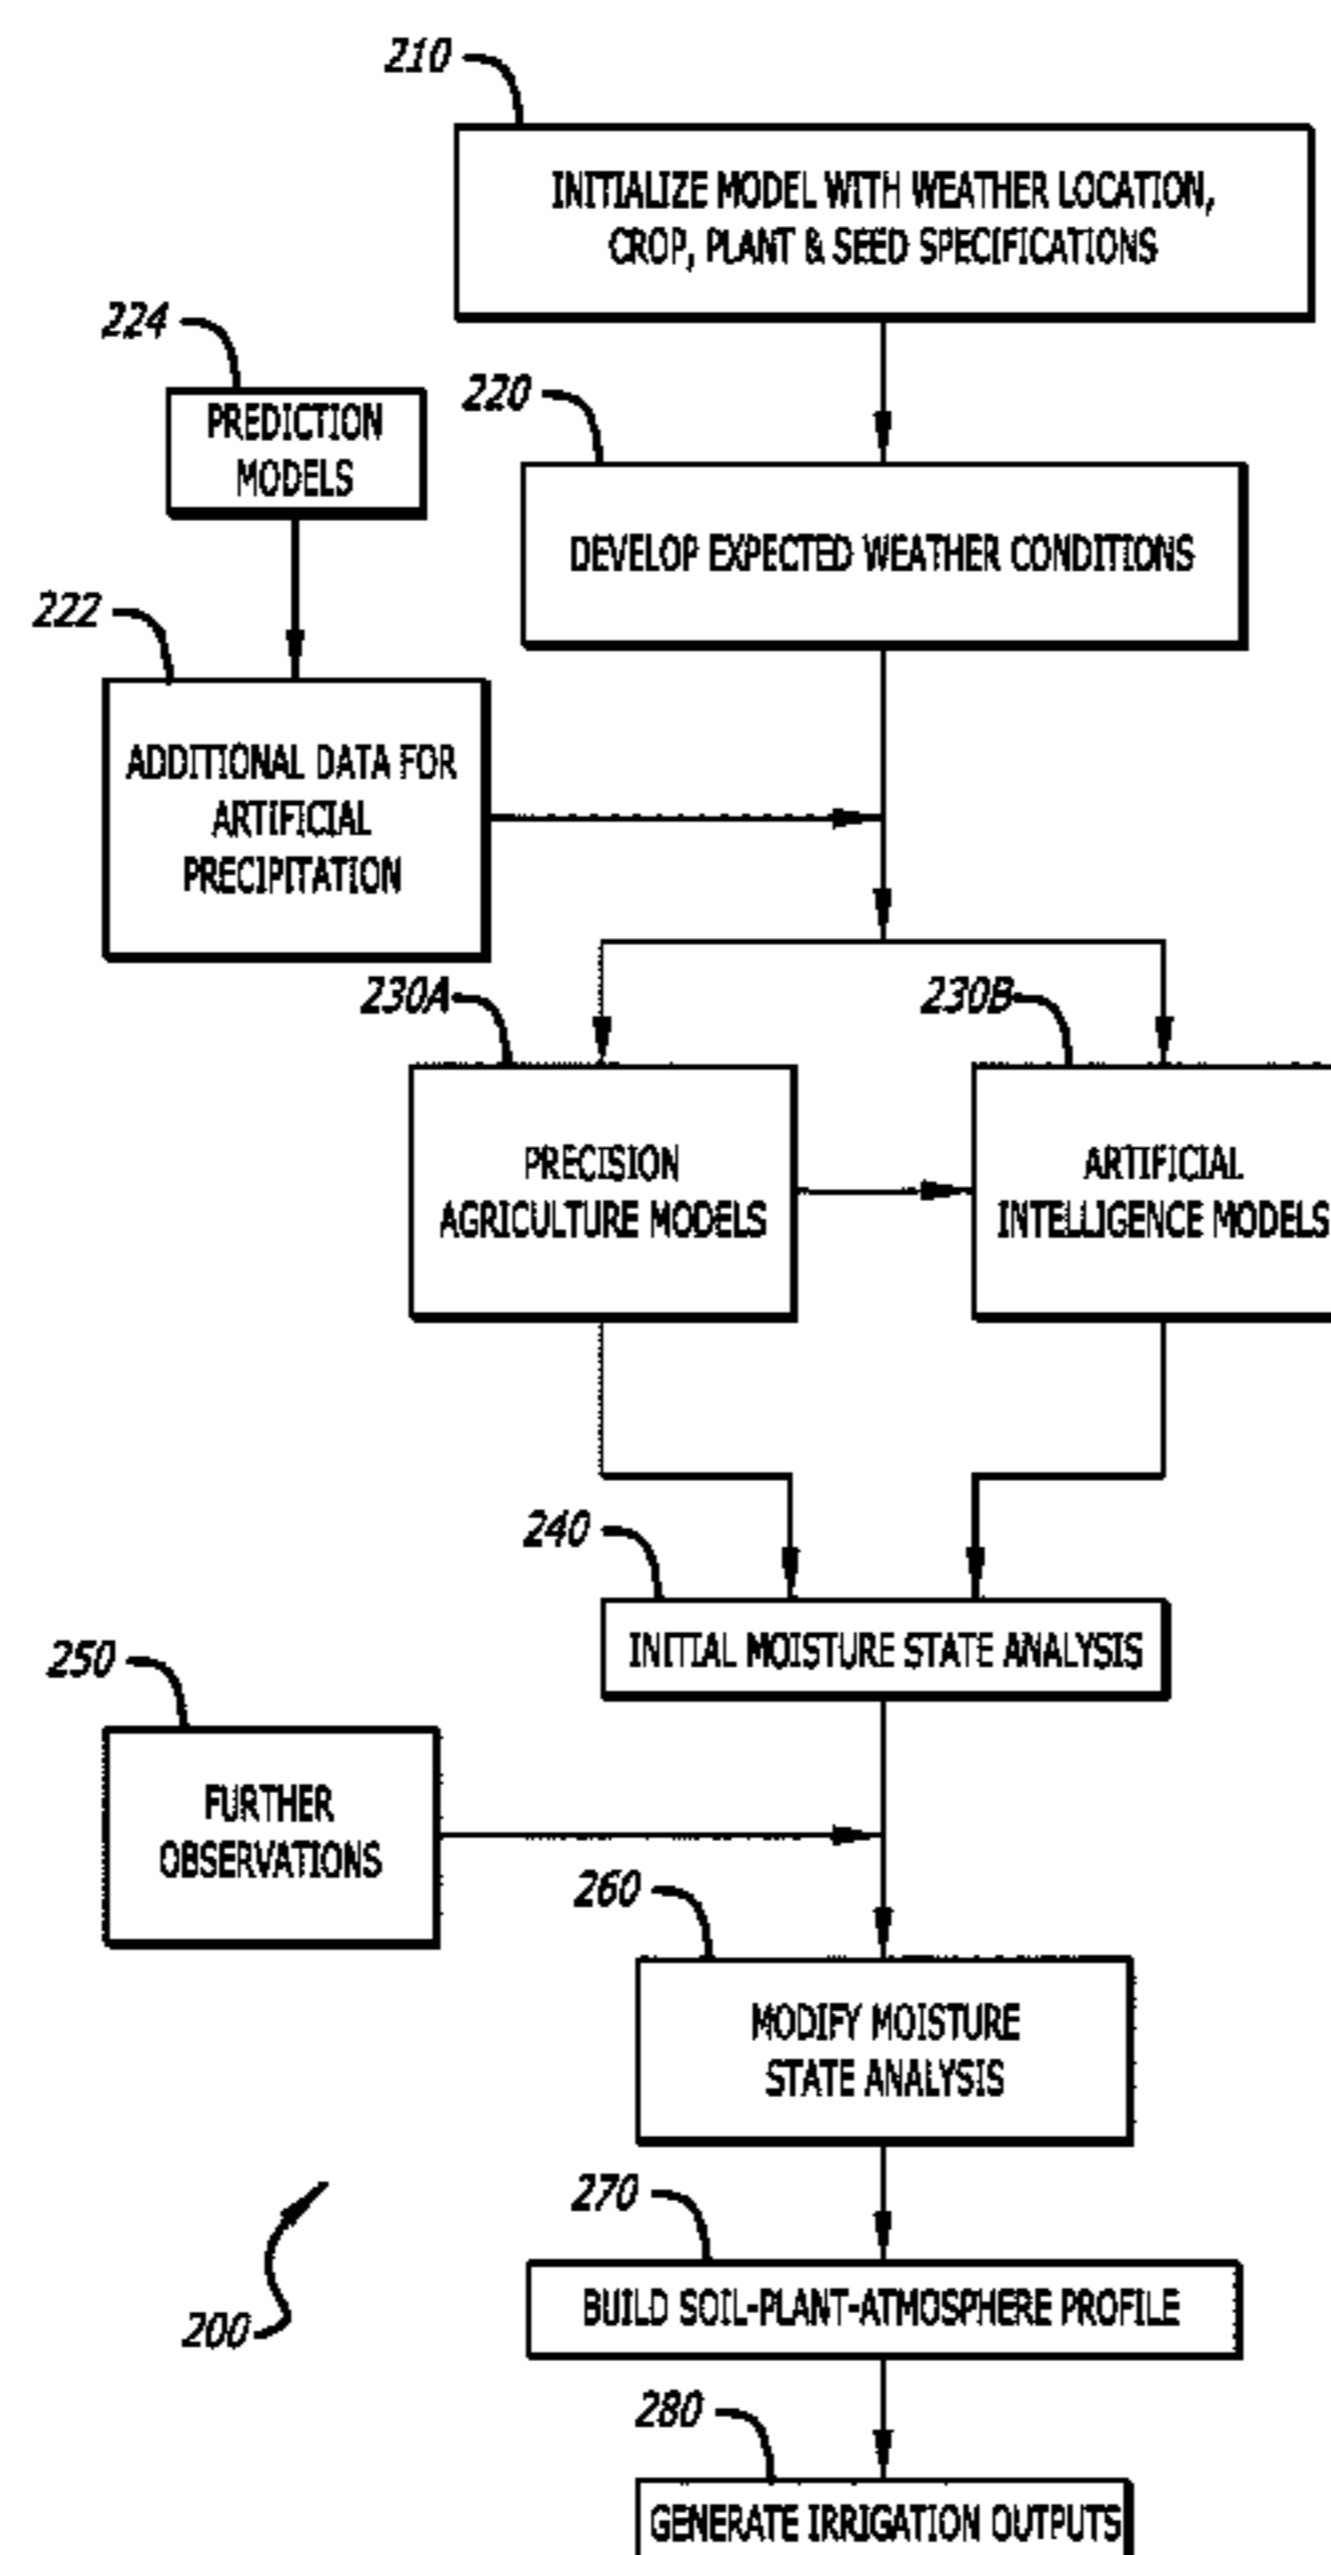 210
INITIALIZE MODEL WITH WEATHER LOCATION,
CROP, PLANT & SEED SPECIFICATIONS
224
PREDICTION
MODELS
220
DEVELOP EXPECTED WEATHER CONDITIONS
222
ADDITIONAL DATA FOR
ARTIFICIAL
PRECIPITATION
230A
PRECISION
AGRICULTURE MODELS
230B
ARTIFICIAL
INTELLIGENCE MODELS
240
INITIAL MOISTURE STATE ANALYSIS
250
FURTHER
OBSERVATIONS
260
MODIFY MOISTURE
STATE ANALYSIS
270
BUILD SOIL-PLANT-ATMOSPHERE PROFILE
200
280
GENERATE IRRIGATION OUTPUTS